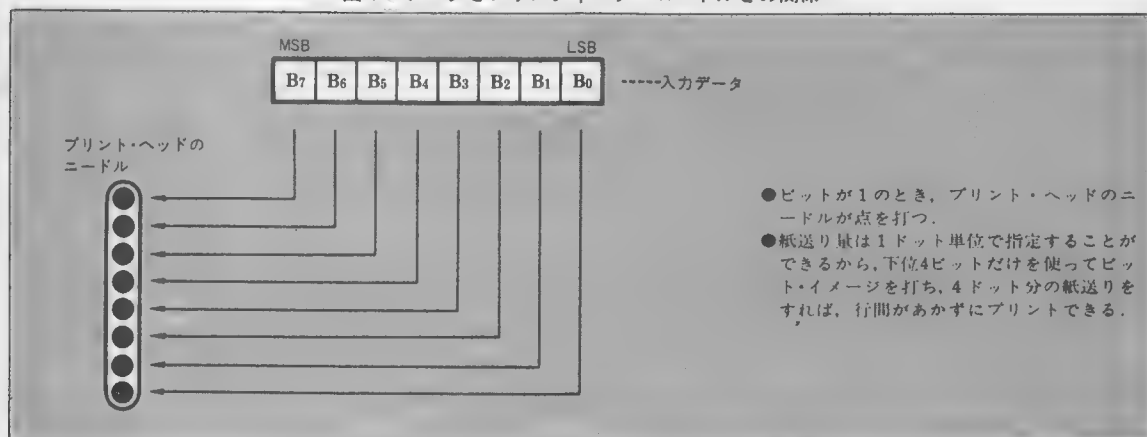 MSB LSB
B7 B6 B5 B4 B3 B2 B1 B0 -----入力データ
プリント・ヘッドの
ニードル
●ビットが1のとき，プリント・ヘッドのニ
ードルが点を打つ．
●紙送り量は1ドット単位で指定することが
できるから，下位4ビットだけを使ってビッ
ト・イメージを打ち，4ドット分の紙送りを
すれば，行間があかずにプリントできる．